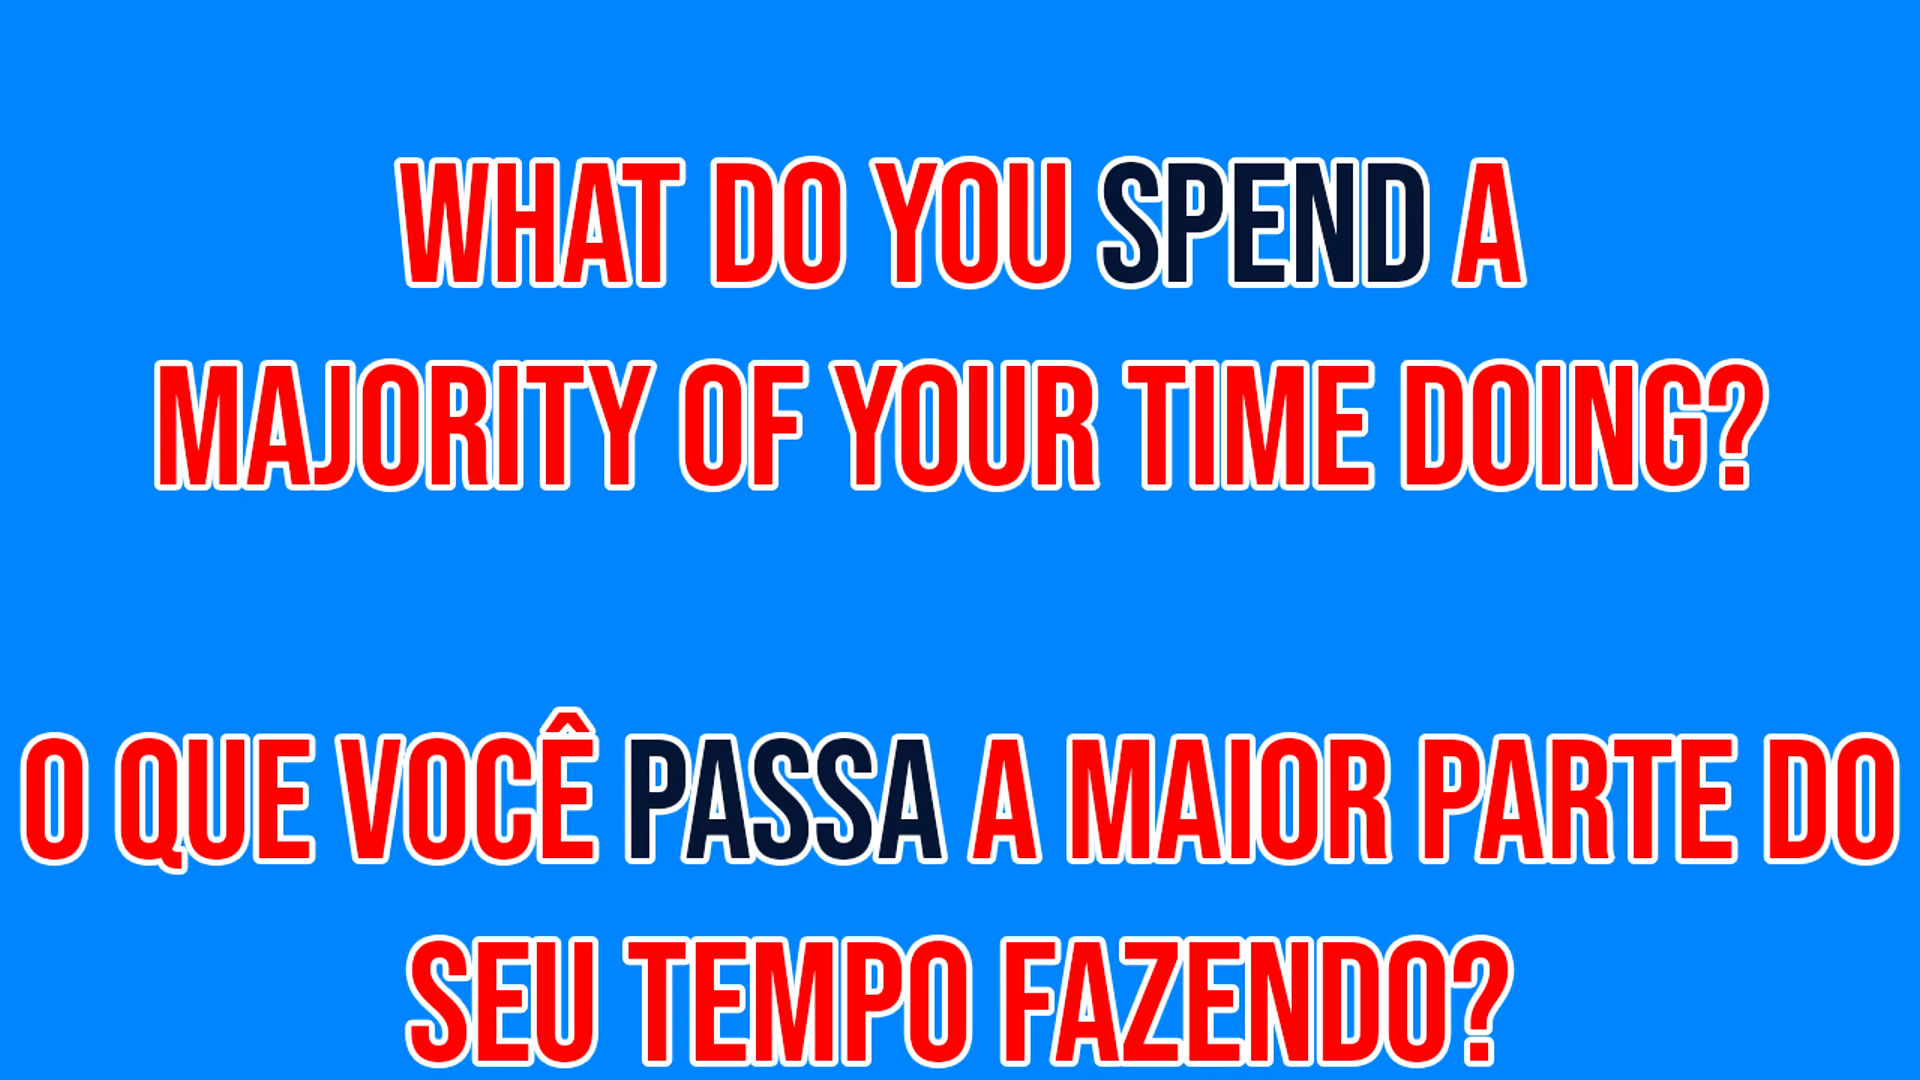 WHAT DO YOU SPEND A
MAJORITY OF YOUR TIME DOING?
O QUE VOCÊ PASSA A MAIOR PARTE DO
SEU TEMPO FAZENDO?